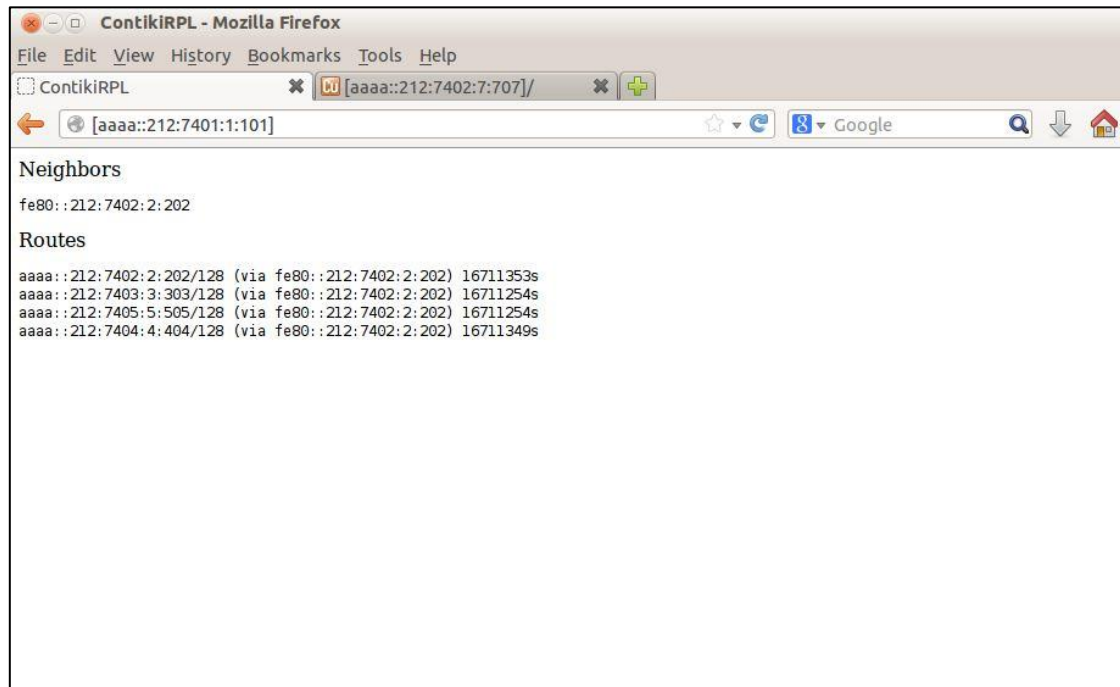 ContikiRPL - Mozilla Firefox
File Edit View History Bookmarks Tools Help
ContikiRPL [aaaa::212:7402:7:707]/
[aaaa::212:7401:1:101] Google
Neighbors
fe80::212:7402:2:202
Routes
aaaa::212:7402:2:202/128 (via fe80::212:7402:2:202) 16711353s
aaaa::212:7403:3:303/128 (via fe80::212:7402:2:202) 16711254s
aaaa::212:7405:5:505/128 (via fe80::212:7402:2:202) 16711254s
aaaa::212:7404:4:404/128 (via fe80::212:7402:2:202) 16711349s